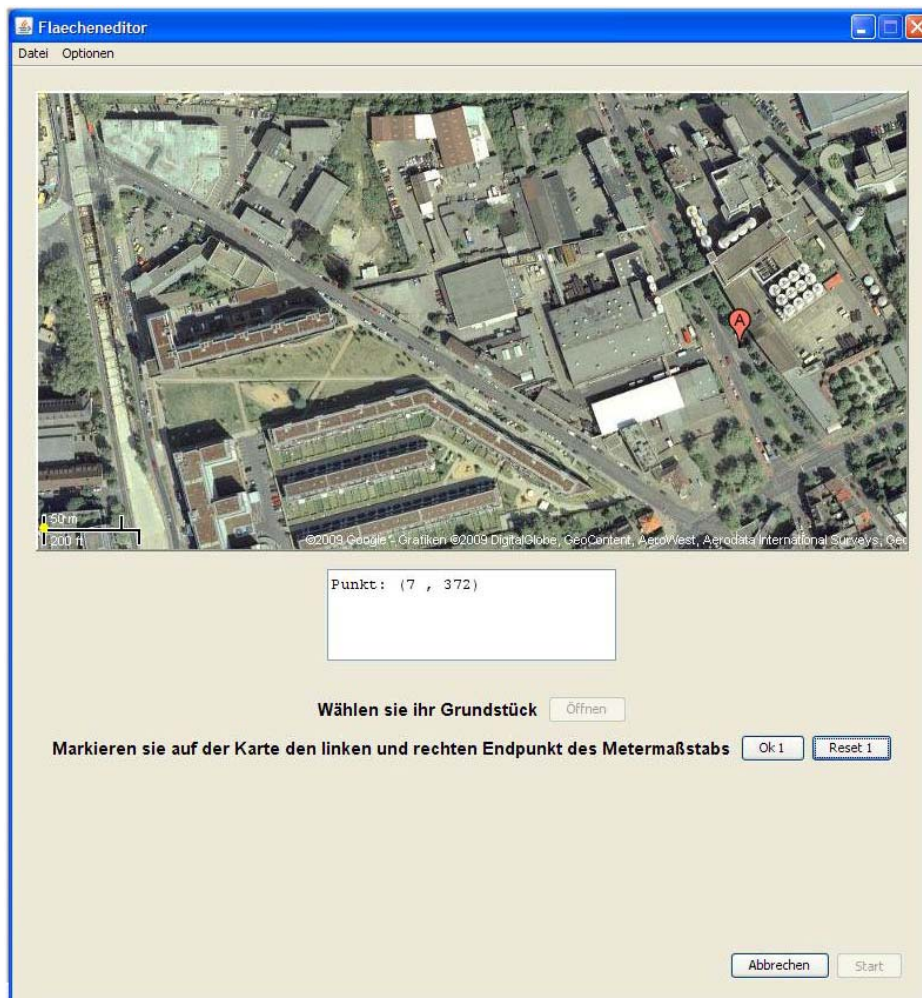 Flaecheneditor
Datei Optionen
A
50 m
200 ft
©2009 Google - Grafiken ©2009 DigitalGlobe, GeoContent, AeroWest, Aerodata International Surveys, Geo
Punkt: (7 , 372)
Wählen sie ihr Grundstück Öffnen
Markieren sie auf der Karte den linken und rechten Endpunkt des Metermaßstabs Ok 1 Reset 1
Abbrechen Start